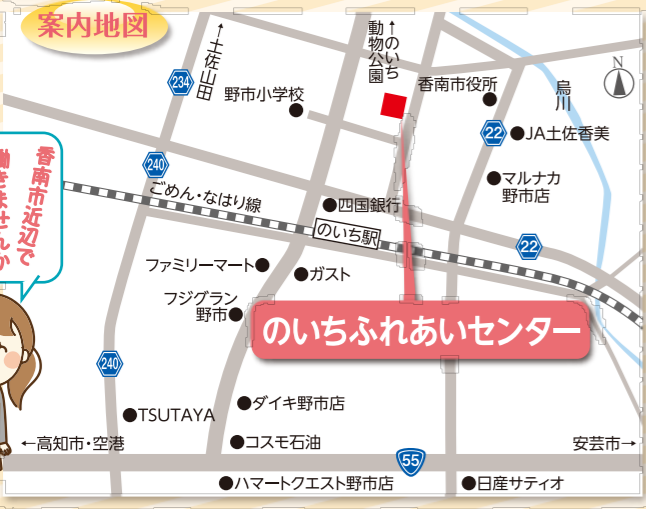 案内地図
←土佐山田
234
野市小学校
←のいち
動物公園
香南市役所
烏川
N
22
JA土佐香美
240
マルナカ
野市店
ごめん・なはり線
四国銀行
のいち駅
22
香南市近辺で
働きませんか
ファミリーマート
ガスト
フジグラン
野市
のいちふれあいセンター
240
ダイキ野市店
TSUTAYA
←高知市・空港
コスモ石油
55
安芸市→
ハマートクエスト野市店
日産サティオ